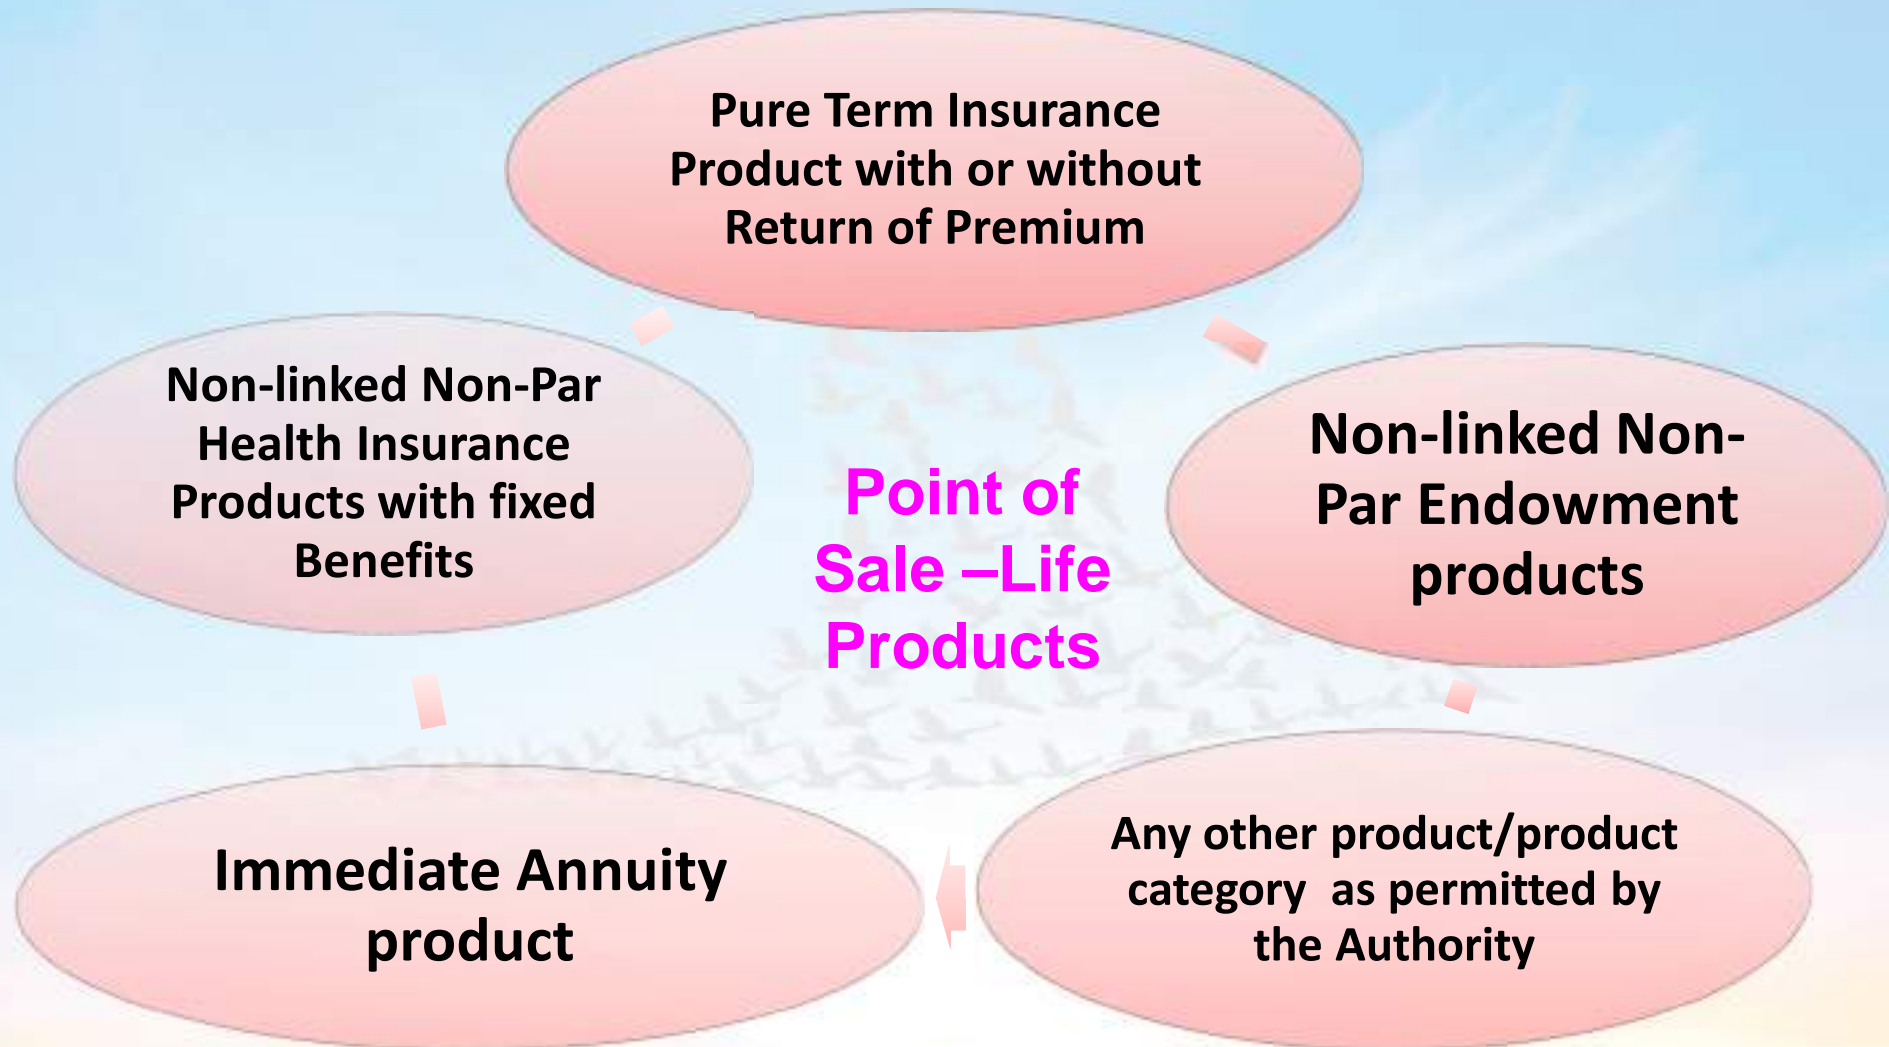 Pure Term Insurance
Product with or without
Return of Premium
Non-linked Non-Par
Health Insurance
Products with fixed
Benefits
Point of
Sale –Life
Products
Non-linked Non-
Par Endowment
products
Immediate Annuity
product
Any other product/product
category  as permitted by
the Authority